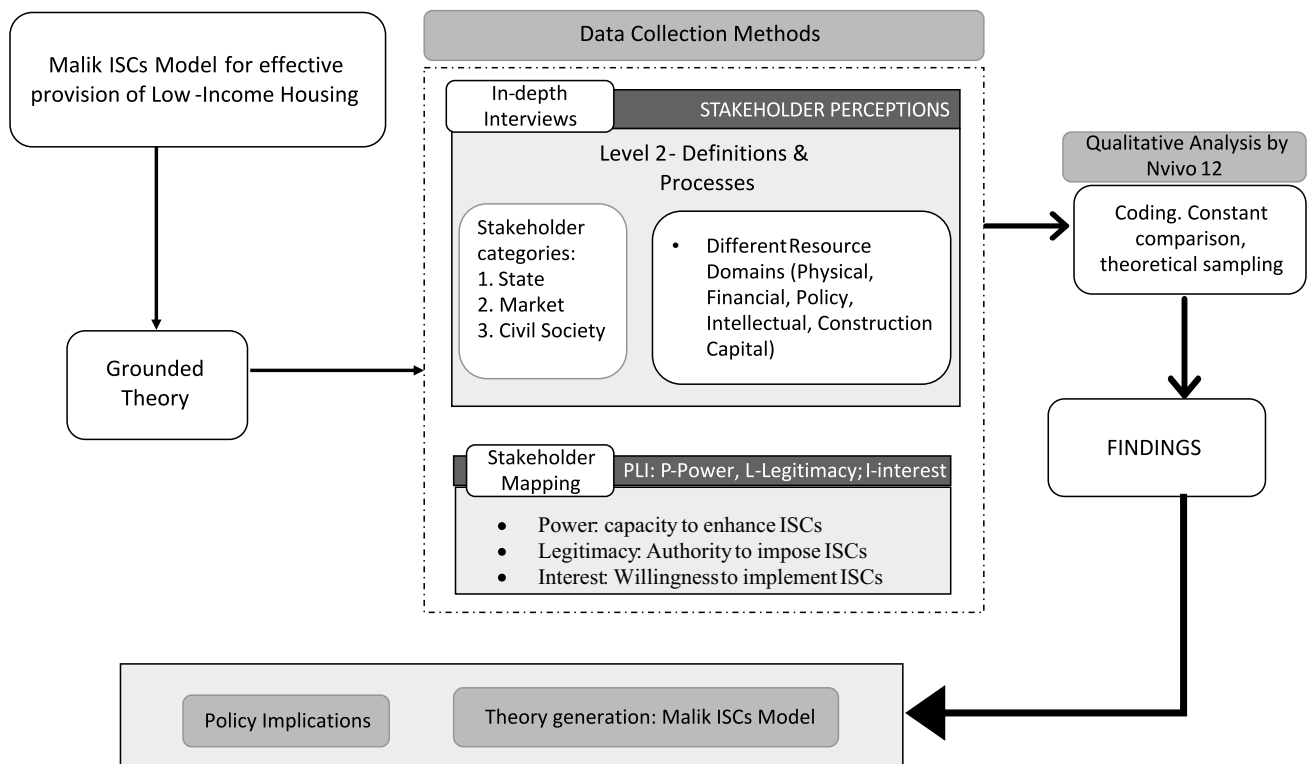 Malik ISCs Model for effective
provision of Low -Income Housing
Grounded
Theory
Data Collection Methods
In-depth
Interviews
STAKEHOLDER PERCEPTIONS
Level 2 - Definitions &
Processes
Stakeholder
categories:
1. State
2. Market
3. Civil Society
• Different Resource
Domains (Physical,
Financial, Policy,
Intellectual, Construction
Capital)
Stakeholder
Mapping
PLI: P-Power, L-Legitimacy; I-interest
• Power: capacity to enhance ISCs
• Legitimacy: Authority to impose ISCs
• Interest: Willingness to implement ISCs
Qualitative Analysis by
Nvivo 12
Coding. Constant
comparison,
theoretical sampling
FINDINGS
Policy Implications
Theory generation: Malik ISCs Model